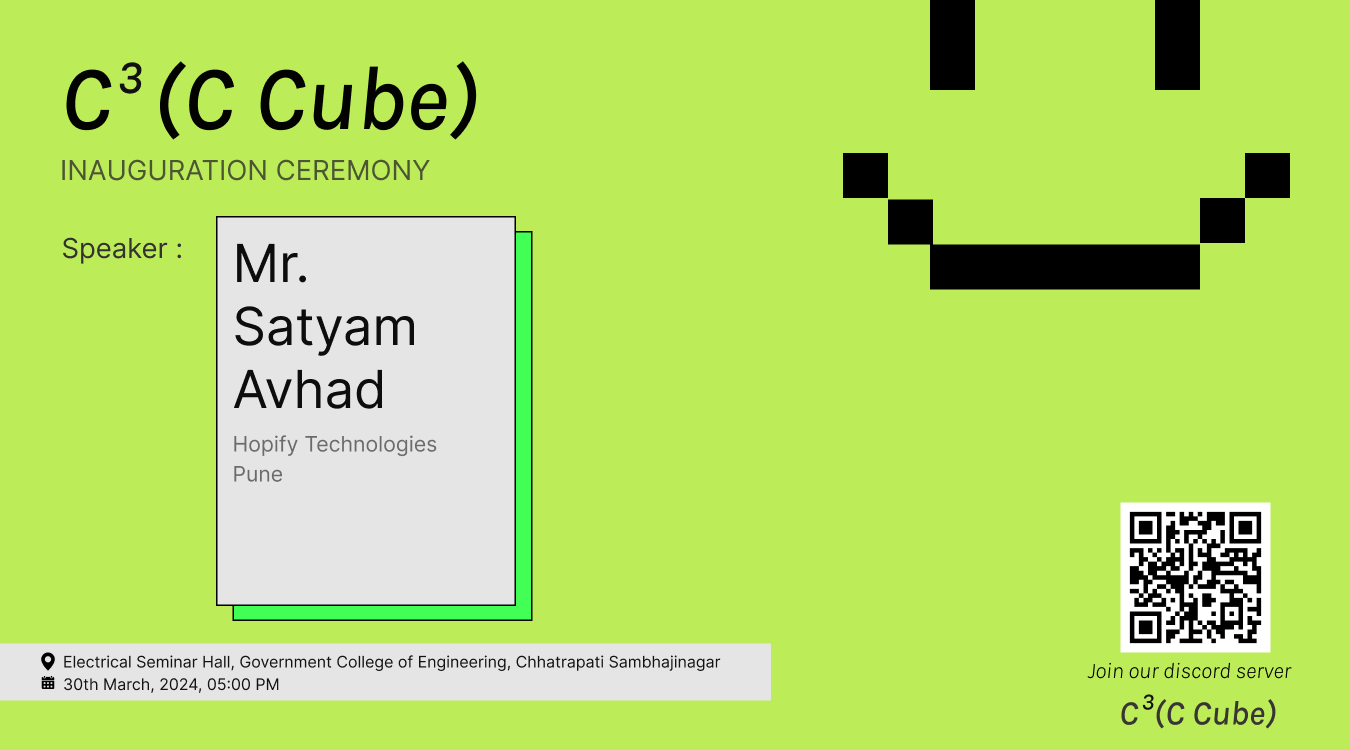 C³ (C Cube)
INAUGURATION CEREMONY
Speaker :
Mr.
Satyam
Avhad
Hopify Technologies
Pune
Electrical Seminar Hall, Government College of Engineering, Chhatrapati Sambhajinagar
30th March, 2024, 05:00 PM
Join our discord server
C³(C Cube)